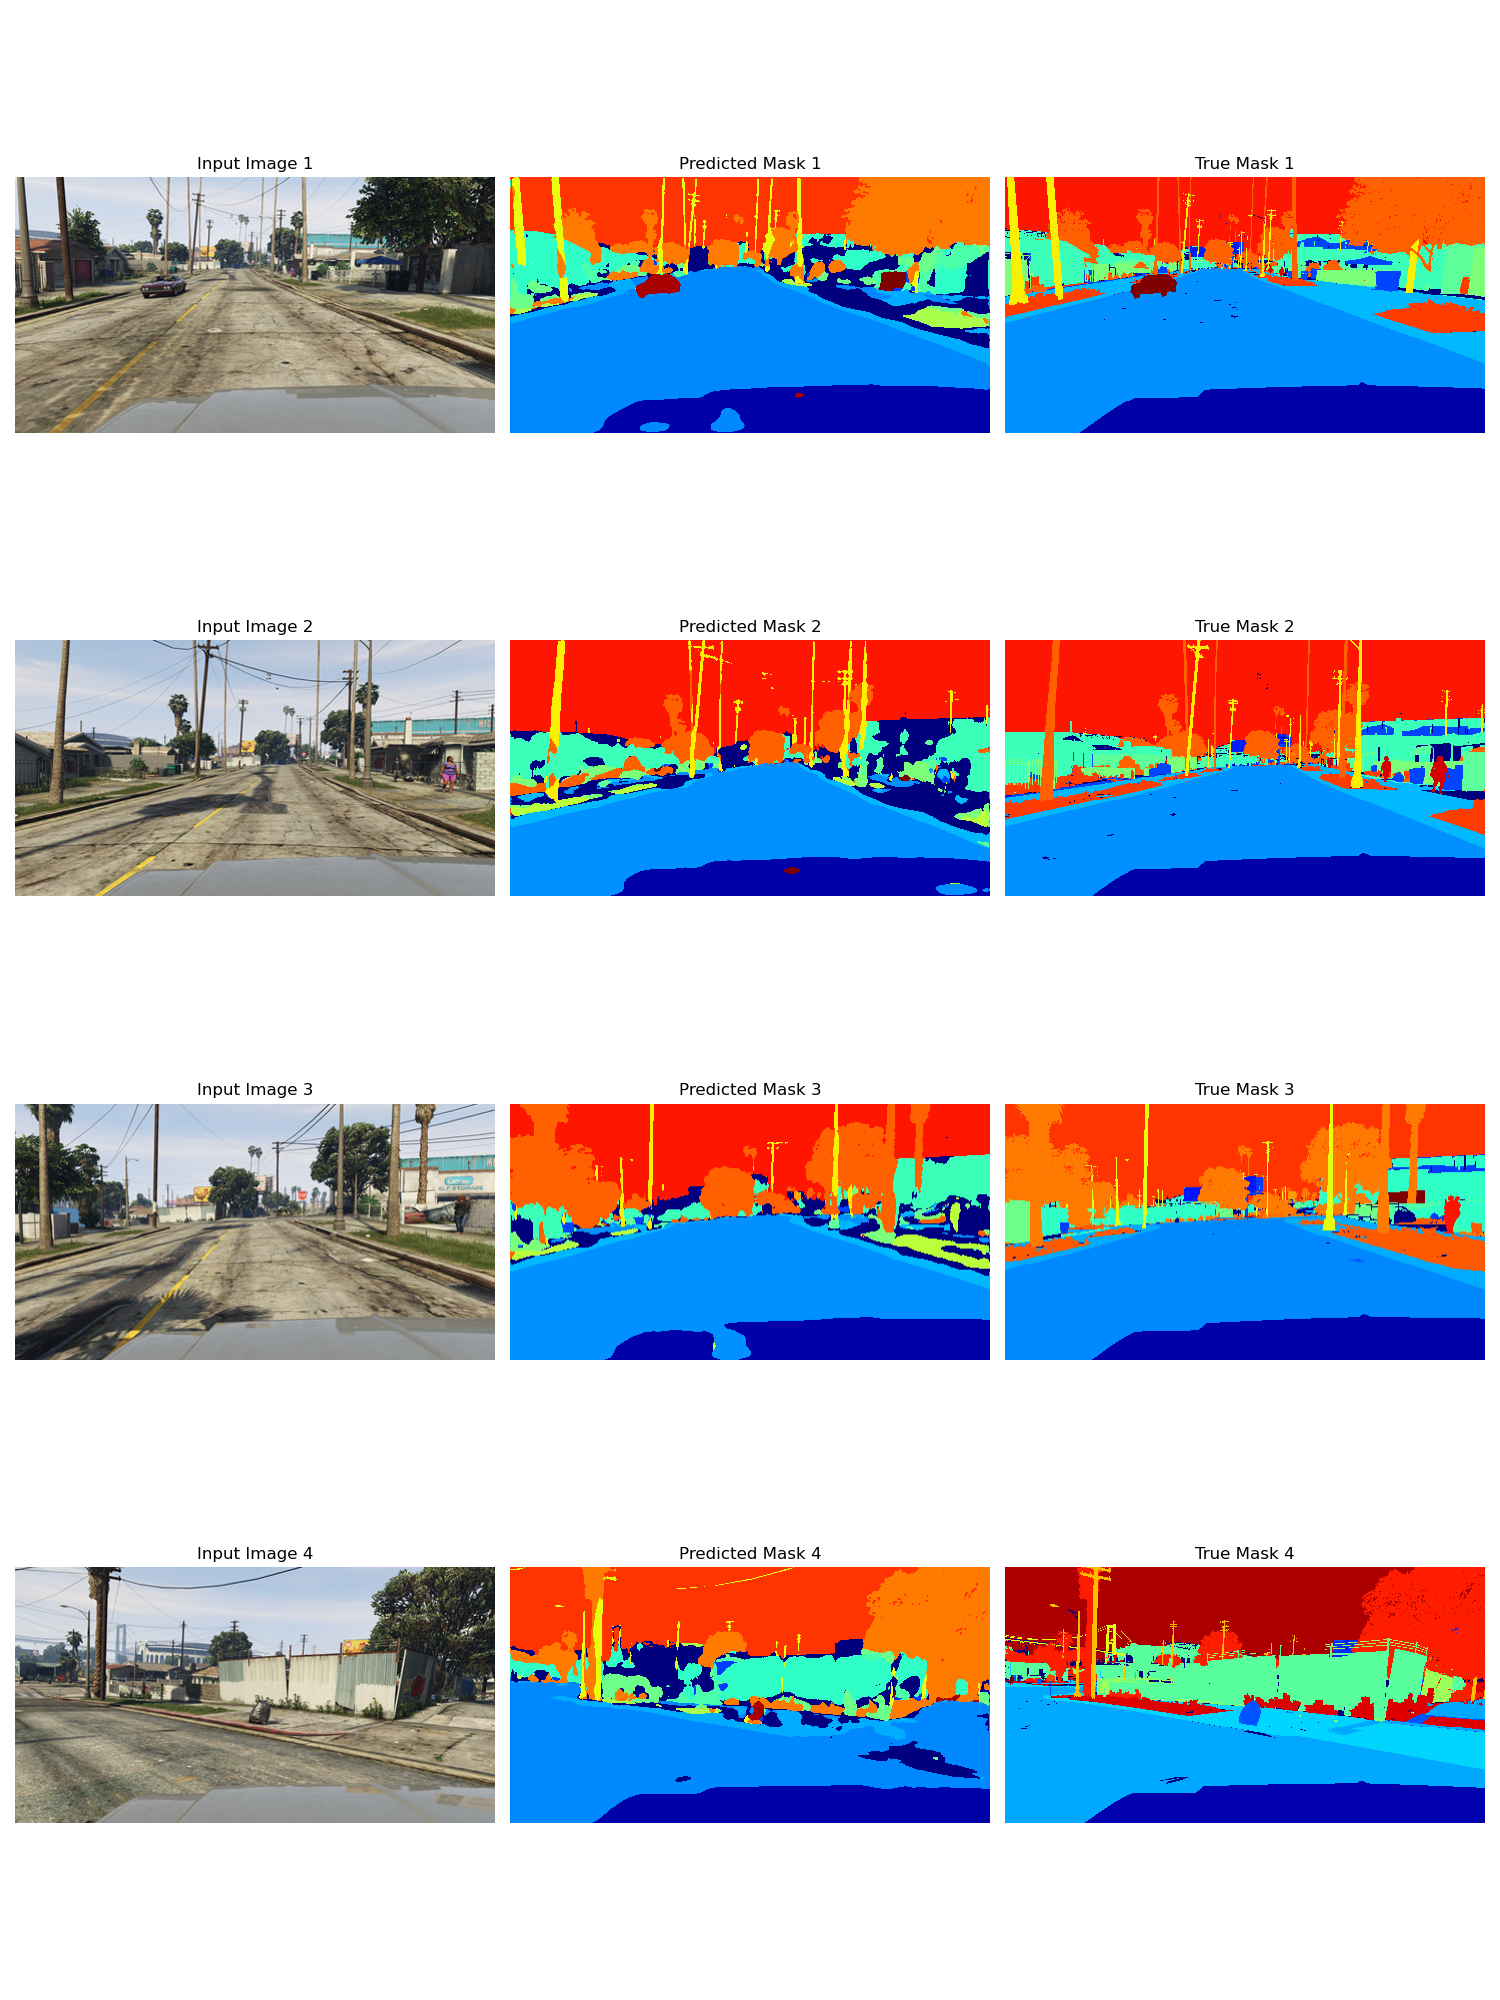 Input Image 1
Predicted Mask 1
True Mask 1
Input Image 2
Predicted Mask 2
True Mask 2
Input Image 3
Predicted Mask 3
True Mask 3
Input Image 4
Predicted Mask 4
True Mask 4